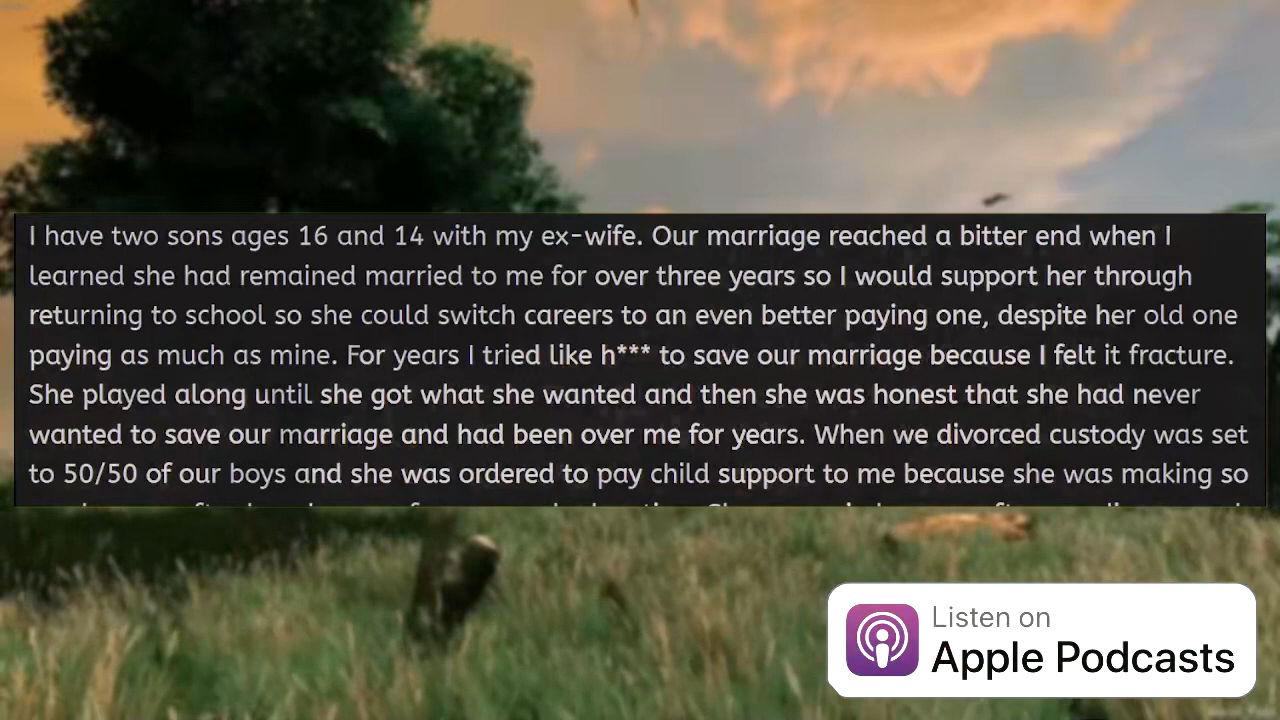 I have two sons ages 16 and 14 with my ex-wife. Our marriage reached a bitter end when I
learned she had remained married to me for over three years so I would support her through
returning to school so she could switch careers to an even better paying one, despite her old one
paying as much as mine. For years I tried like h*** to save our marriage because I felt it fracture.
She played along until she got what she wanted and then she was honest that she had never
wanted to save our marriage and had been over me for years. When we divorced custody was set
to 50/50 of our boys and she was ordered to pay child support to me because she was making so
Listen on
Apple Podcasts